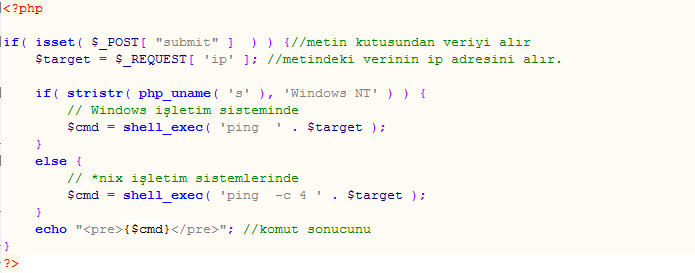 <?php
if( isset( $_POST[ "submit" ]  ) ) {//metin kutusundan veriyi alır
    $target = $_REQUEST[ 'ip' ]; //metindeki verinin ip adresini alır.
    if( stristr( php_uname( 's' ), 'Windows NT' ) ) {
        // Windows işletim sisteminde
        $cmd = shell_exec( 'ping  ' . $target );
    }
    else {
        // *nix işletim sistemlerinde
        $cmd = shell_exec( 'ping  -c 4 ' . $target );
    }
    echo "<pre>{$cmd}</pre>"; //komut sonucunu
}
?>